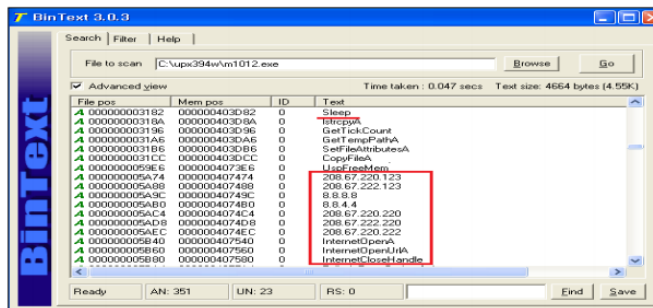 BinText 3.0.3
Search Filter Help
File to scan C:\upx394w\m1012.exe Browse Go
Advanced view Time taken : 0.047 secs Text size: 4664 bytes (4.55K)
File pos Mem pos ID Text
A 000000003182 000000403D82 0 Sleep
A 00000000318A 000000403D8A 0 lstrcpyA
A 000000003196 000000403D96 0 GetTickCount
A 0000000031A6 000000403DA6 0 GetTempPathA
A 0000000031B6 000000403DB6 0 SetFileAttributesA
A 0000000031CC 000000403DCC 0 CopyFileA
A 0000000059E6 0000004073E6 0 UspFreeMem
A 000000005A74 000000407474 0 208.67.220.123
A 000000005A88 000000407488 0 208.67.222.123
A 000000005A9C 00000040749C 0 8.8.8.8
A 000000005AB0 0000004074B0 0 8.8.4.4
A 000000005AC4 0000004074C4 0 208.67.220.220
A 000000005AD8 0000004074D8 0 208.67.222.220
A 000000005AEC 0000004074EC 0 208.67.220.222
A 000000005B40 000000407540 0 InternetOpenA
A 000000005B60 000000407560 0 InternetOpenUrlA
A 000000005B80 000000407580 0 InternetCloseHandle
Ready AN: 351 UN: 23 RS: 0 Find Save
BinText